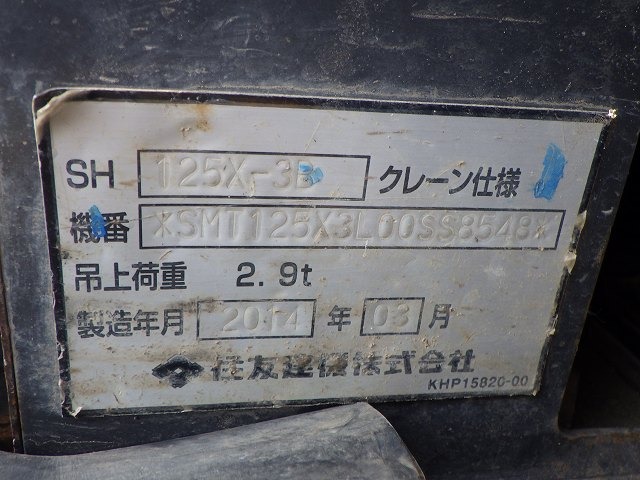 SH 125X-3B クレーン仕様
機番 *SMT125X3L00SS8548*
吊上荷重 2.9t
製造年月 2014 年 03 月
住友建機株式会社
KHP15820-00